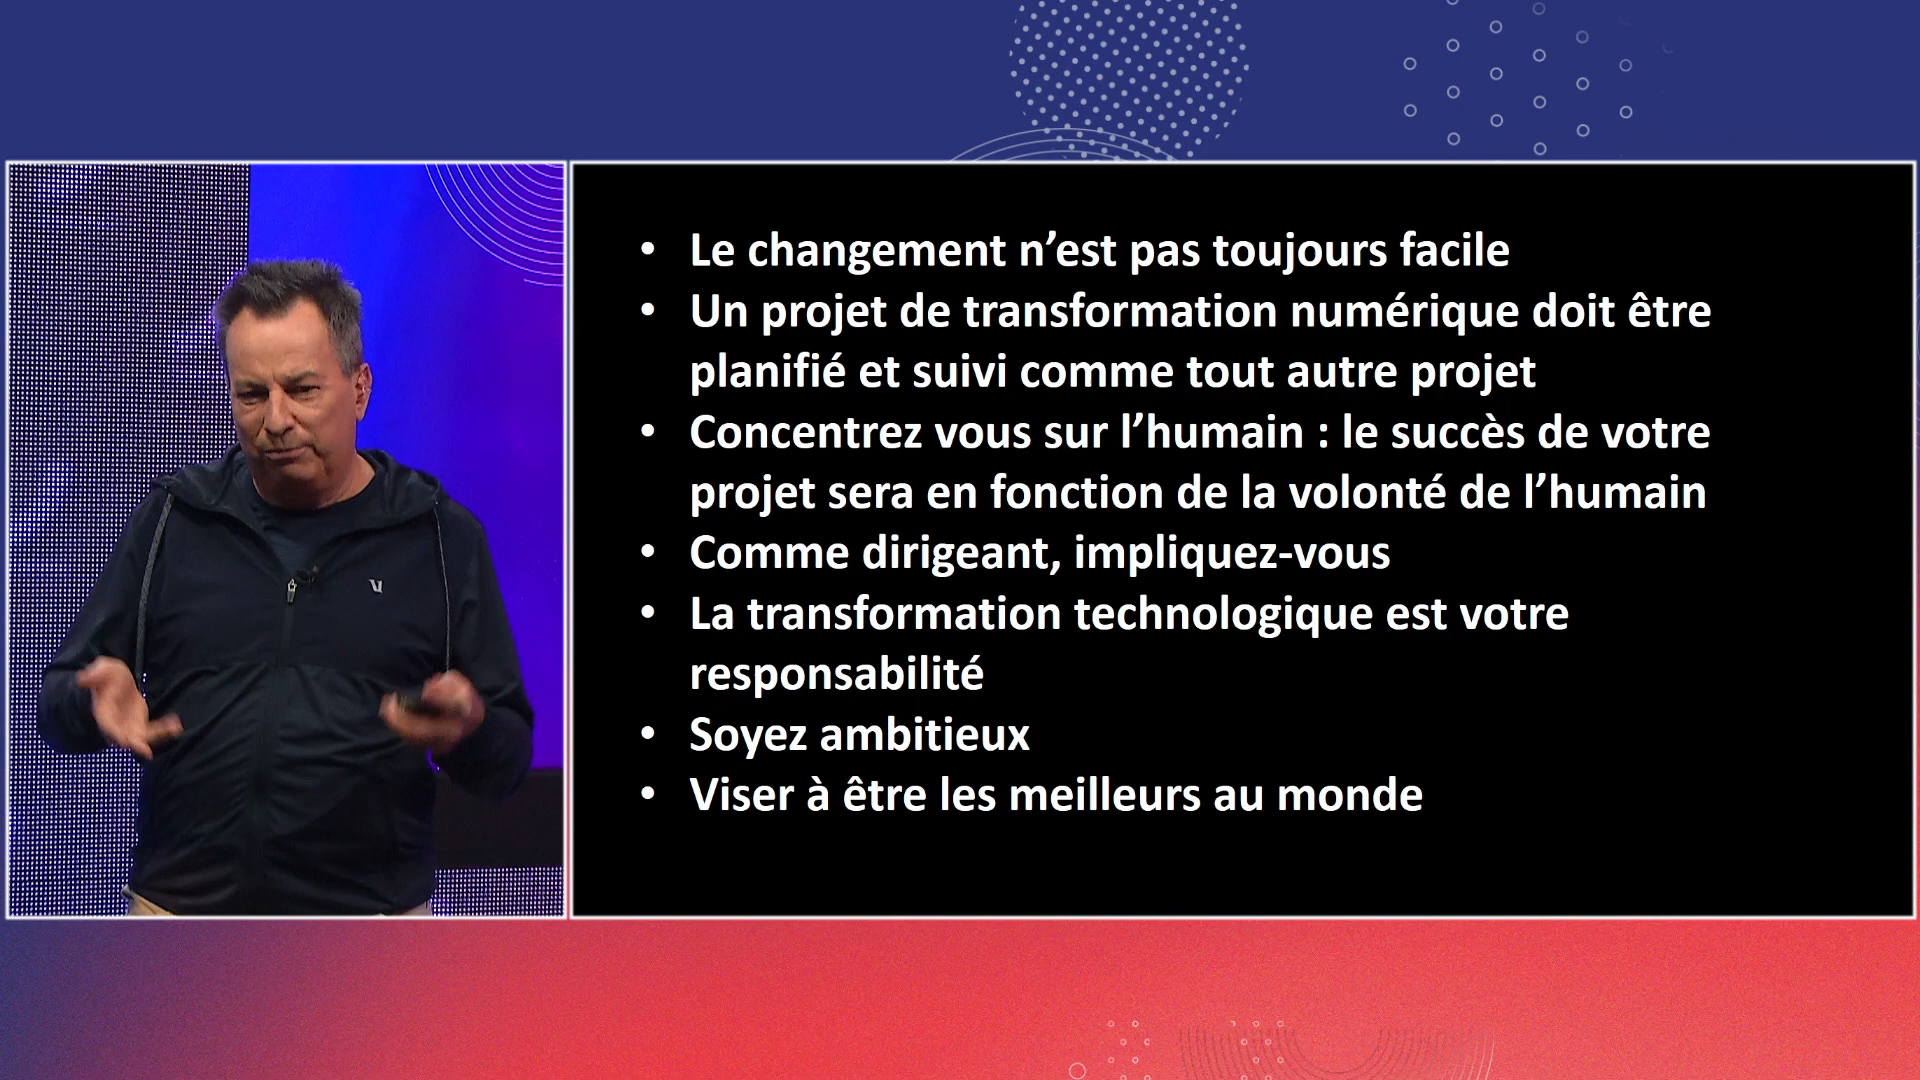 • Le changement n’est pas toujours facile
• Un projet de transformation numérique doit être
planifié et suivi comme tout autre projet
• Concentrez vous sur l’humain : le succès de votre
projet sera en fonction de la volonté de l’humain
• Comme dirigeant, impliquez-vous
• La transformation technologique est votre
responsabilité
• Soyez ambitieux
• Viser à être les meilleurs au monde